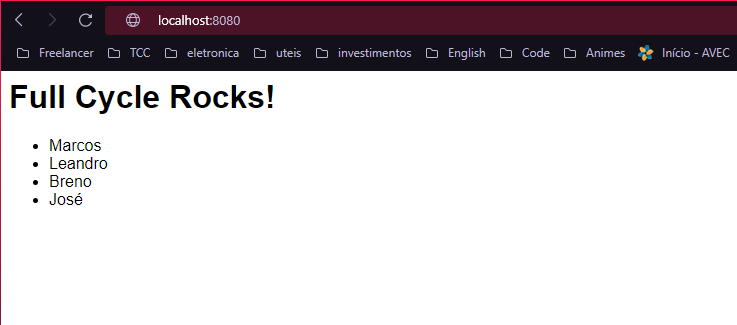 localhost:8080
Freelancer TCC eletronica uteis investimentos English Code Animes Início - AVEC
Full Cycle Rocks!
Marcos
Leandro
Breno
José